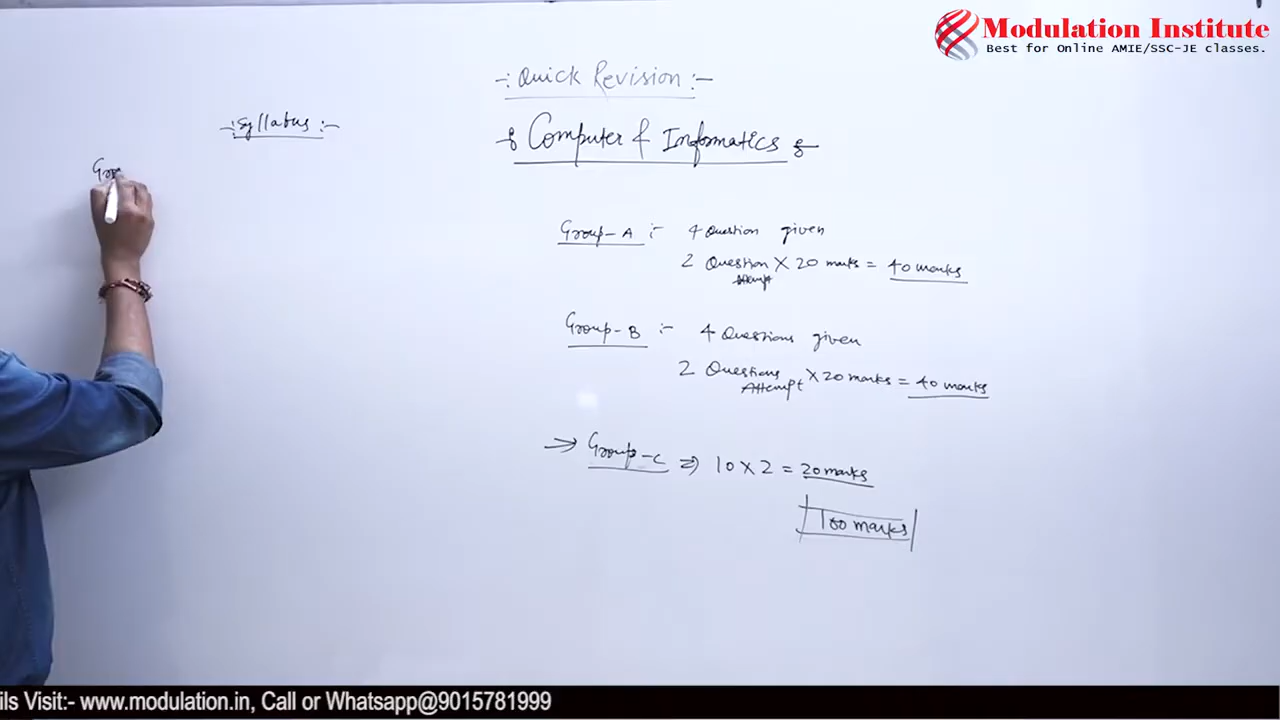 Modulation Institute
Best for Online AMIE/SSC-JE classes.
-: Quick Revision :-
Computer & Informatics
-: Syllabus :-
Group-A :- 4 Question given
2 Question Attempt X 20 marks = 40 marks
Group-B :- 4 Questions given
2 Questions Attempt X 20 marks = 40 marks
=> Group-C => 10 X 2 = 20 marks
100 marks
ils Visit:- www.modulation.in, Call or Whatsapp@9015781999